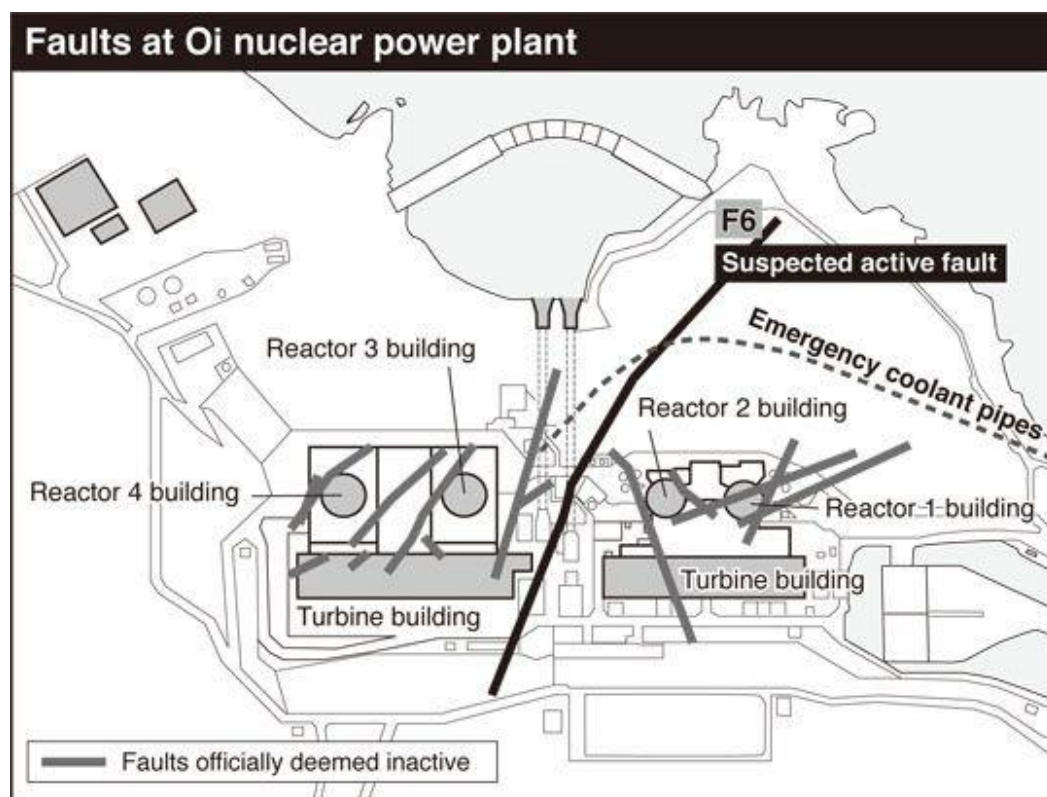 Faults at Oi nuclear power plant
F6
Suspected active fault
Emergency coolant pipes
Reactor 3 building
Reactor 2 building
Reactor 4 building
Reactor 1 building
Turbine building
Turbine building
Faults officially deemed inactive